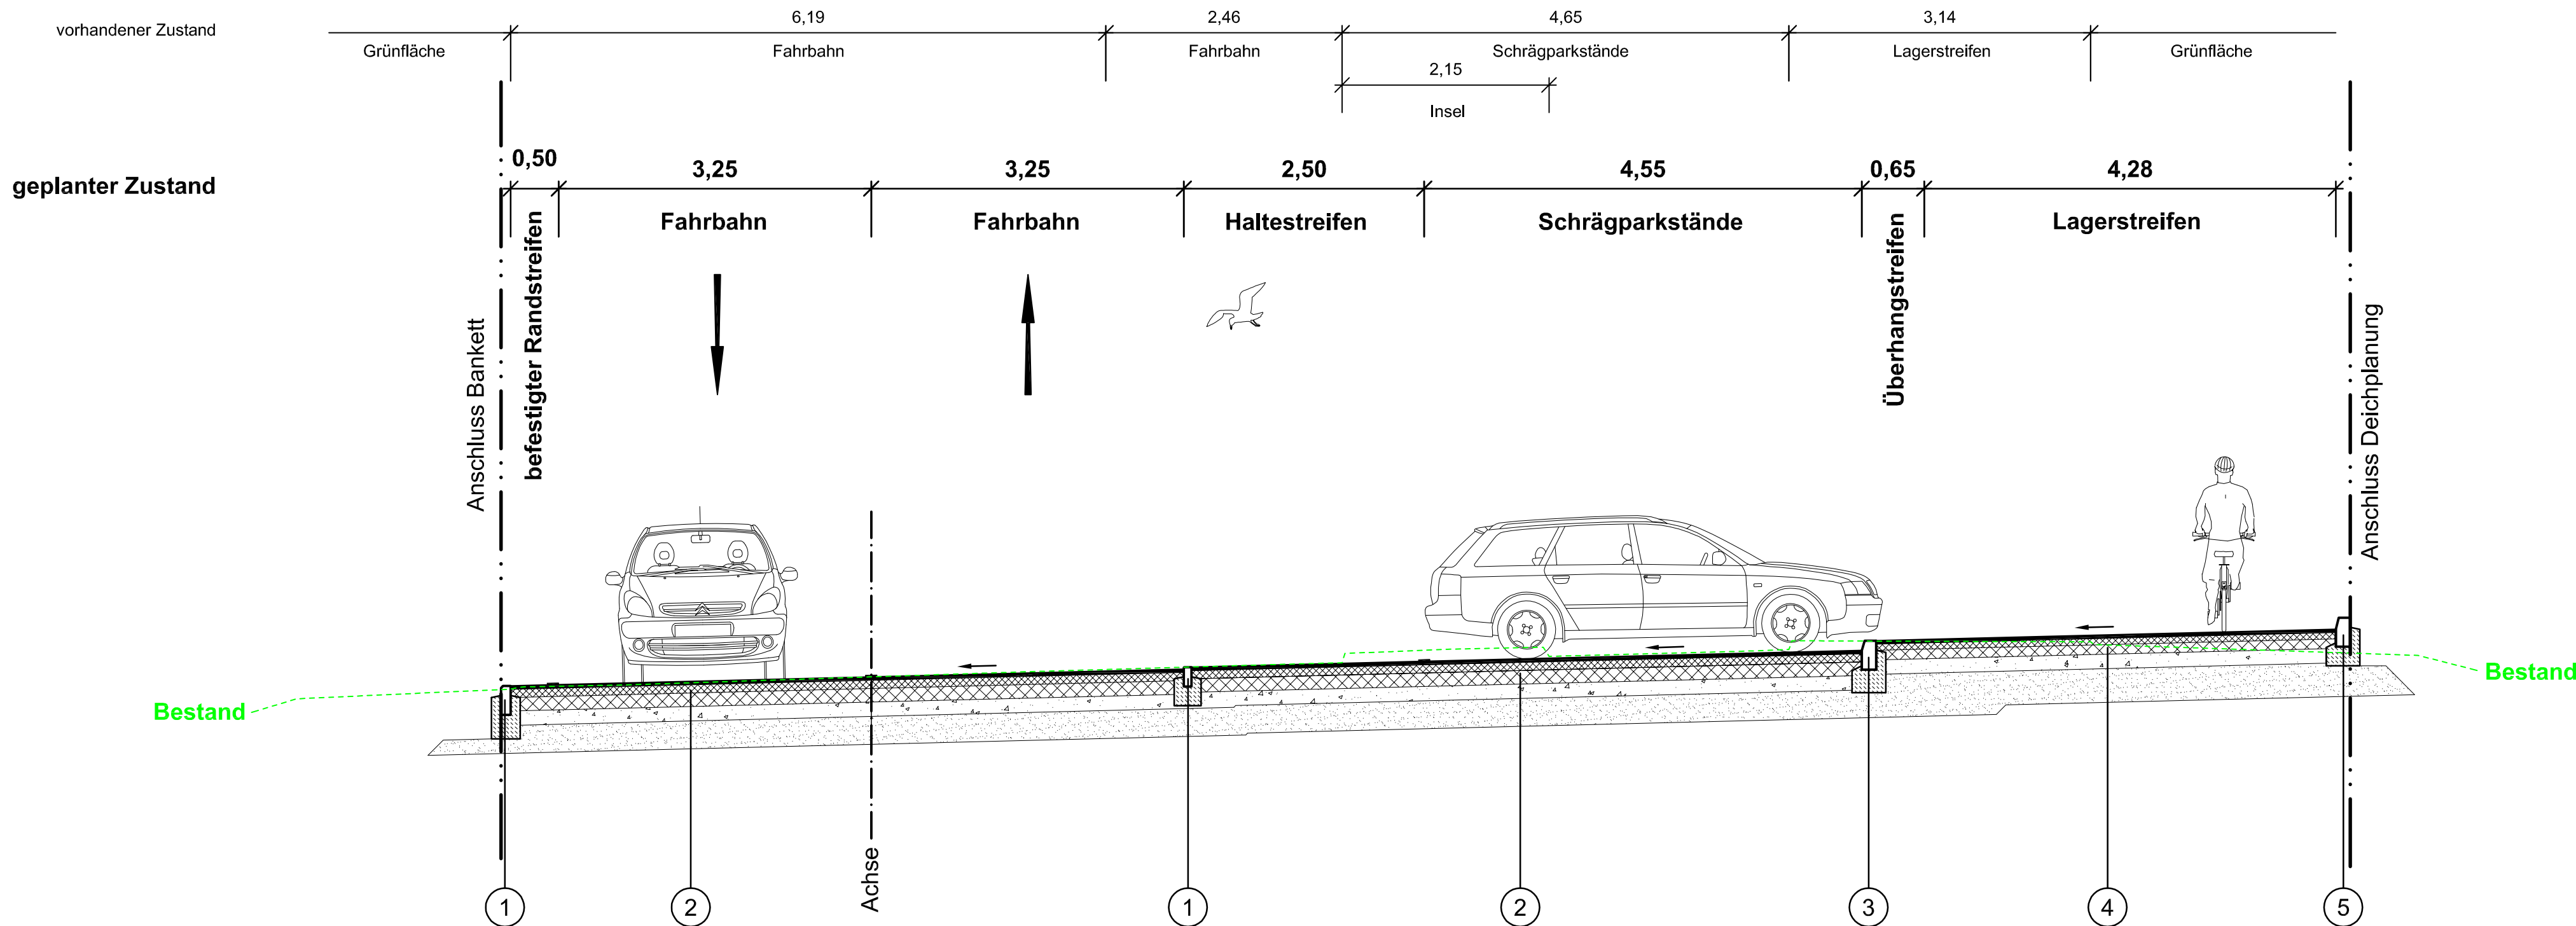 6,19 2,46 4,65 3,14
vorhandener Zustand
Grünfläche Fahrbahn Fahrbahn Schrägparkstände Lagerstreifen Grünfläche
2,15
Insel
0,50 3,25 3,25 2,50 4,55 0,65 4,28
geplanter Zustand
Fahrbahn Fahrbahn Haltestreifen Schrägparkstände Lagerstreifen
befestigter Randstreifen
Überhangstreifen
Anschluss Bankett
Anschluss Deichplanung
Bestand
Bestand
Achse
1 2 1 2 3 4 5